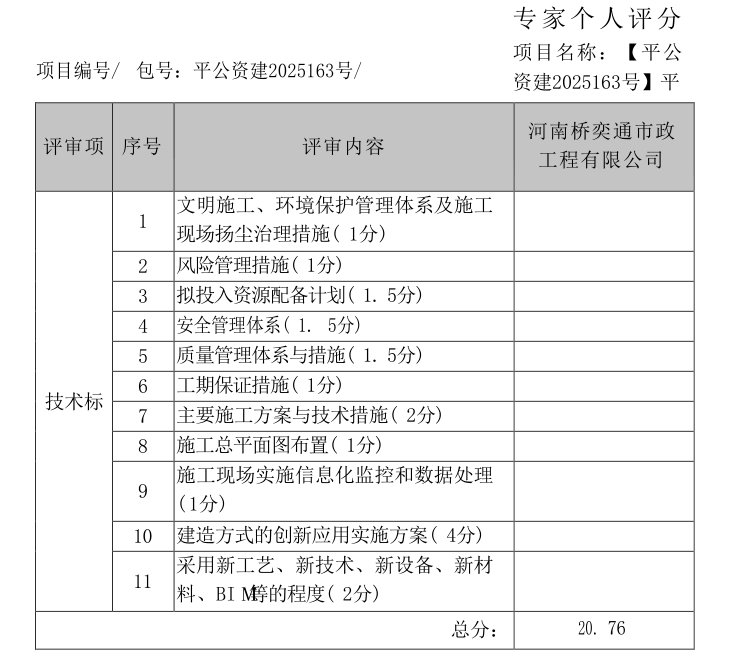 专家个人评分
项目编号/ 包号：平公资建2025163号/
项目名称：【平公
资建2025163号】平
评审项 序号 评审内容 河南桥奕通市政
工程有限公司
技术标
1 文明施工、环境保护管理体系及施工
现场扬尘治理措施( 1分)
2 风险管理措施( 1分)
3 拟投入资源配备计划( 1. 5分)
4 安全管理体系( 1. 5分)
5 质量管理体系与措施( 1. 5分)
6 工期保证措施( 1分)
7 主要施工方案与技术措施( 2分)
8 施工总平面图布置( 1分)
9 施工现场实施信息化监控和数据处理
(1分)
10 建造方式的创新应用实施方案( 4分)
11 采用新工艺、新技术、新设备、新材
料、BIM等的程度( 2分)
总分： 20. 76